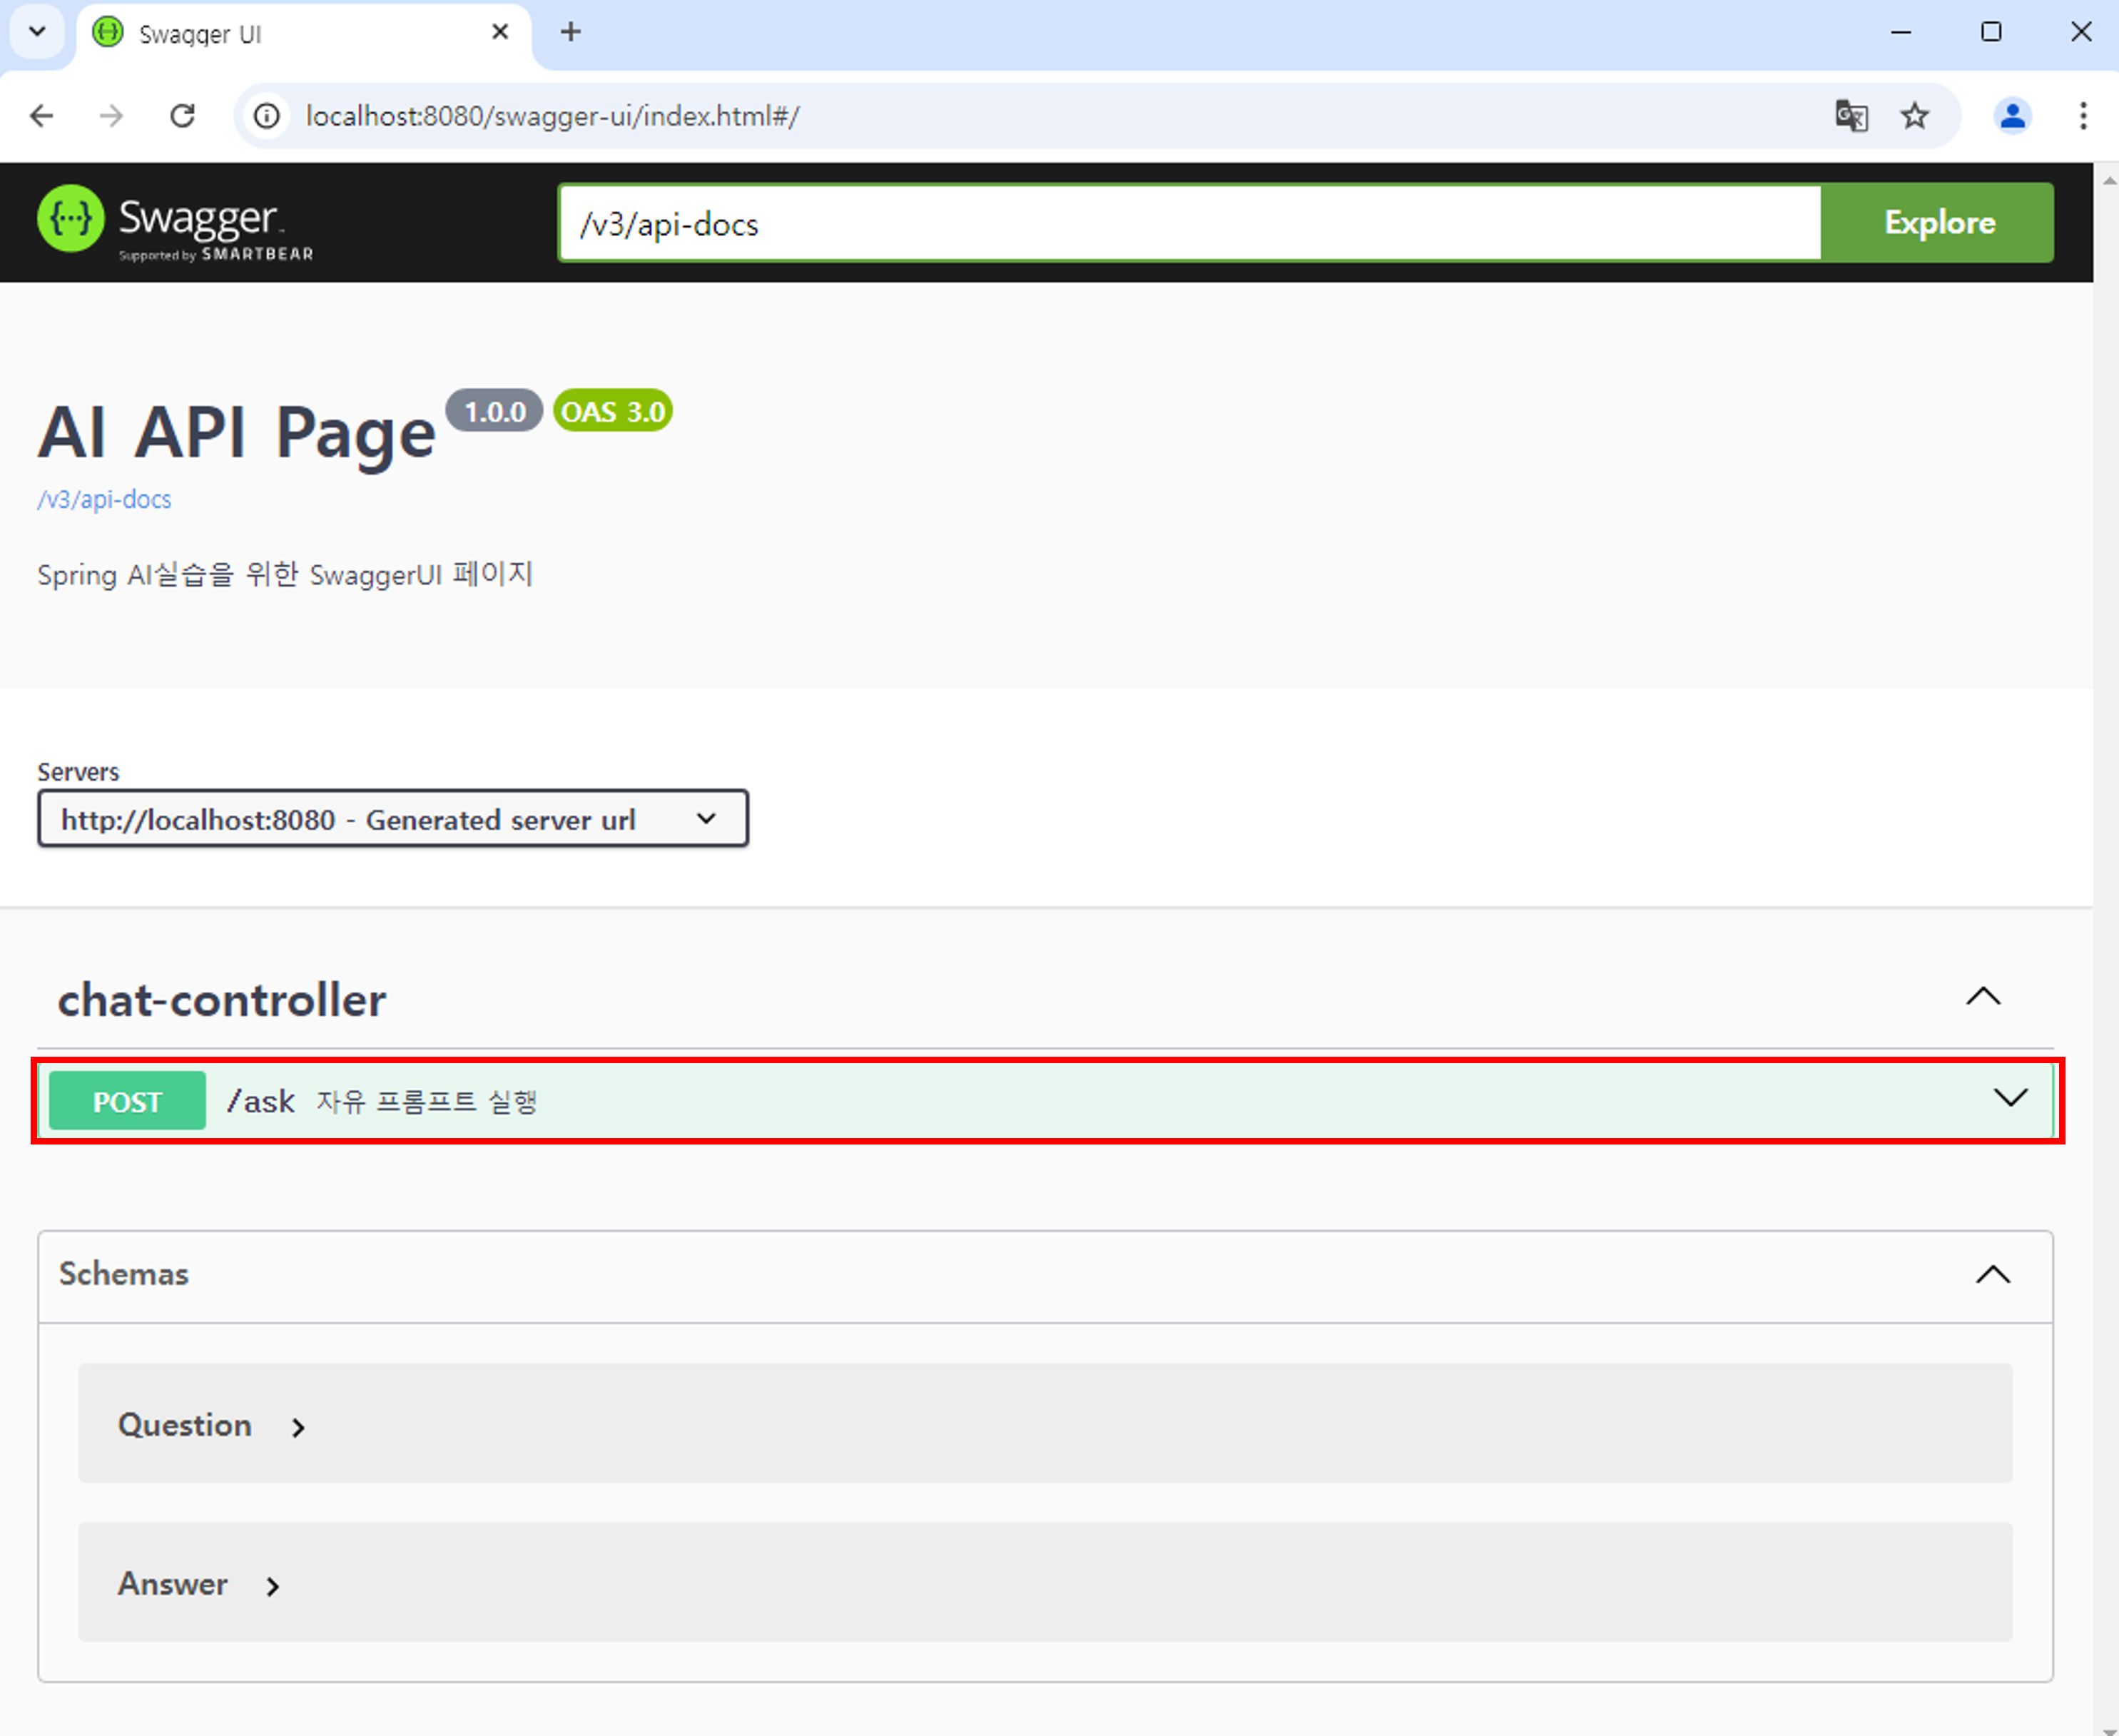 Swagger UI
localhost:8080/swagger-ui/index.html#/
Swagger
Supported by SMARTBEAR
/v3/api-docs
Explore
AI API Page 1.0.0 OAS 3.0
/v3/api-docs
Spring AI실습을 위한 SwaggerUI 페이지
Servers
http://localhost:8080 - Generated server url
chat-controller
POST /ask 자유 프롬프트 실행
Schemas
Question
Answer